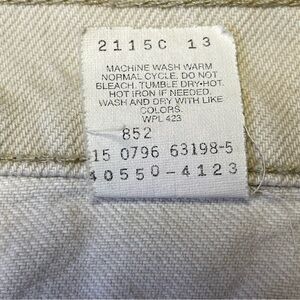 2115C 13
MACHINE WASH WARM
NORMAL CYCLE. DO NOT
BLEACH. TUMBLE DRY-HOT.
HOT IRON IF NEEDED.
WASH AND DRY WITH LIKE
COLORS.
WPL 423
852
15 0796 63198-5
40550-4123